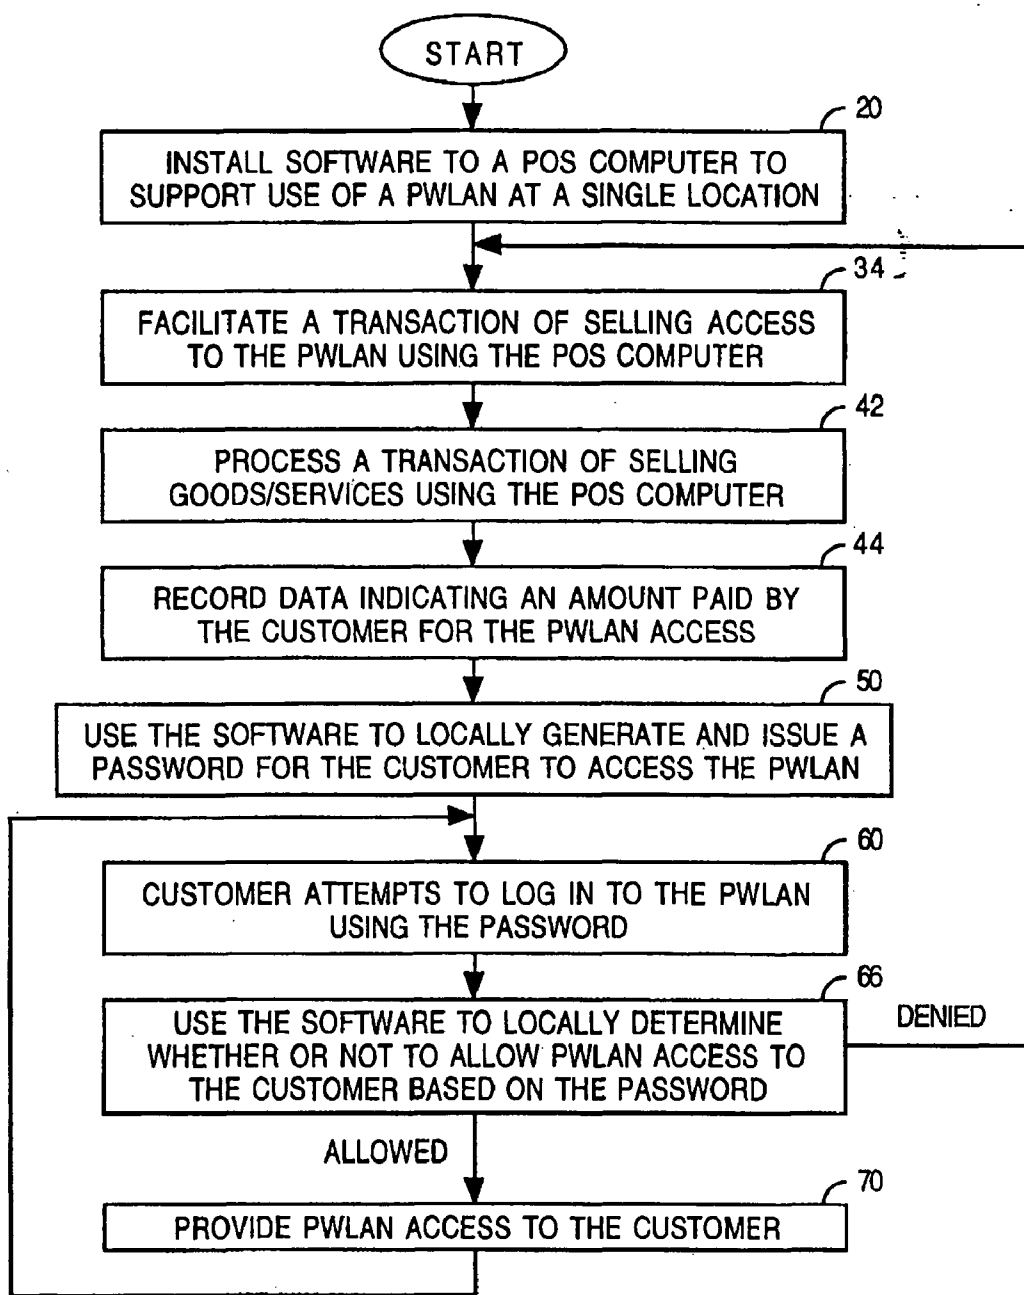 START
20
INSTALL SOFTWARE TO A POS COMPUTER TO
SUPPORT USE OF A PWLAN AT A SINGLE LOCATION
34
FACILITATE A TRANSACTION OF SELLING ACCESS
TO THE PWLAN USING THE POS COMPUTER
42
PROCESS A TRANSACTION OF SELLING
GOODS/SERVICES USING THE POS COMPUTER
44
RECORD DATA INDICATING AN AMOUNT PAID BY
THE CUSTOMER FOR THE PWLAN ACCESS
50
USE THE SOFTWARE TO LOCALLY GENERATE AND ISSUE A
PASSWORD FOR THE CUSTOMER TO ACCESS THE PWLAN
60
CUSTOMER ATTEMPTS TO LOG IN TO THE PWLAN
USING THE PASSWORD
66
USE THE SOFTWARE TO LOCALLY DETERMINE
WHETHER OR NOT TO ALLOW PWLAN ACCESS TO
THE CUSTOMER BASED ON THE PASSWORD
DENIED
ALLOWED
70
PROVIDE PWLAN ACCESS TO THE CUSTOMER